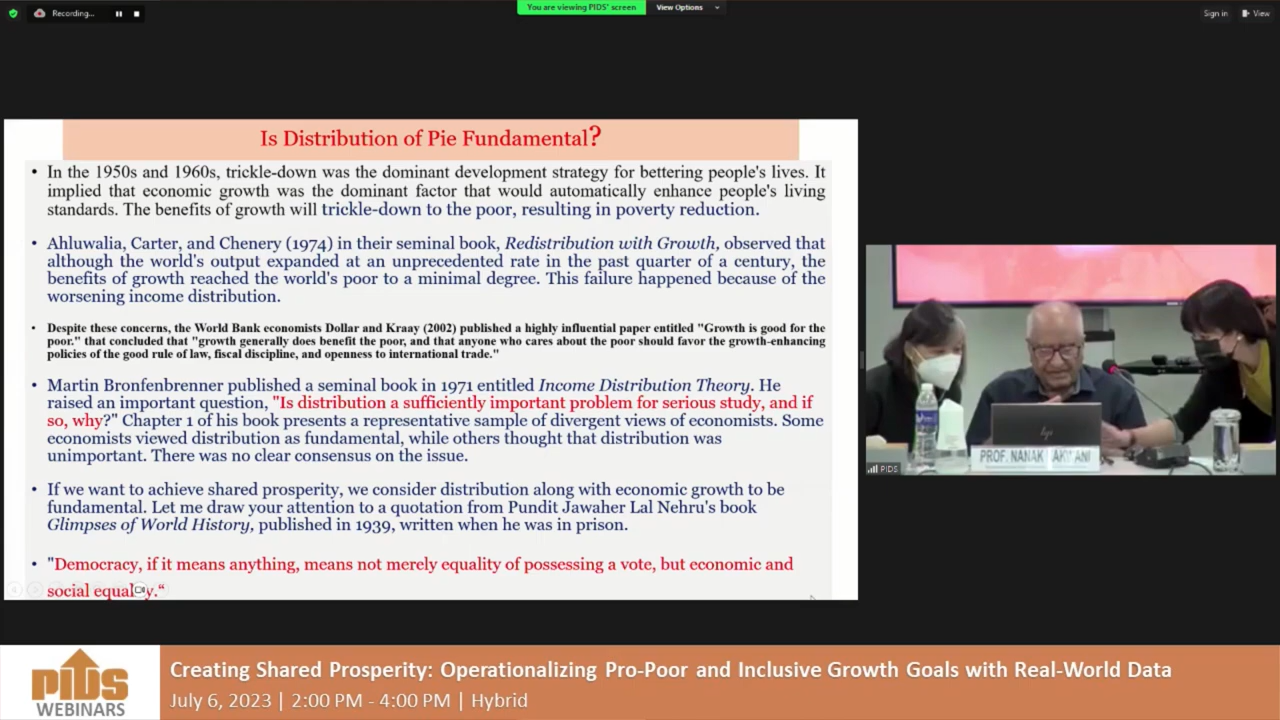 Recording...
You are viewing PIDS' screen
View Options
Sign in
View
Is Distribution of Pie Fundamental?
• In the 1950s and 1960s, trickle-down was the dominant development strategy for bettering people's lives. It
implied that economic growth was the dominant factor that would automatically enhance people's living
standards. The benefits of growth will trickle-down to the poor, resulting in poverty reduction.
• Ahluwalia, Carter, and Chenery (1974) in their seminal book, Redistribution with Growth, observed that
although the world's output expanded at an unprecedented rate in the past quarter of a century, the
benefits of growth reached the world's poor to a minimal degree. This failure happened because of the
worsening income distribution.
• Despite these concerns, the World Bank economists Dollar and Kraay (2002) published a highly influential paper entitled "Growth is good for the
poor." that concluded that "growth generally does benefit the poor, and that anyone who cares about the poor should favor the growth-enhancing
policies of the good rule of law, fiscal discipline, and openness to international trade."
• Martin Bronfenbrenner published a seminal book in 1971 entitled Income Distribution Theory. He
raised an important question, "Is distribution a sufficiently important problem for serious study, and if
so, why?" Chapter 1 of his book presents a representative sample of divergent views of economists. Some
economists viewed distribution as fundamental, while others thought that distribution was
unimportant. There was no clear consensus on the issue.
• If we want to achieve shared prosperity, we consider distribution along with economic growth to be
fundamental. Let me draw your attention to a quotation from Pundit Jawaher Lal Nehru's book
Glimpses of World History, published in 1939, written when he was in prison.
• "Democracy, if it means anything, means not merely equality of possessing a vote, but economic and
social equality."
PROF. NANAK
hp
PIDS
PIDS
WEBINARS
Creating Shared Prosperity: Operationalizing Pro-Poor and Inclusive Growth Goals with Real-World Data
July 6, 2023 | 2:00 PM - 4:00 PM | Hybrid